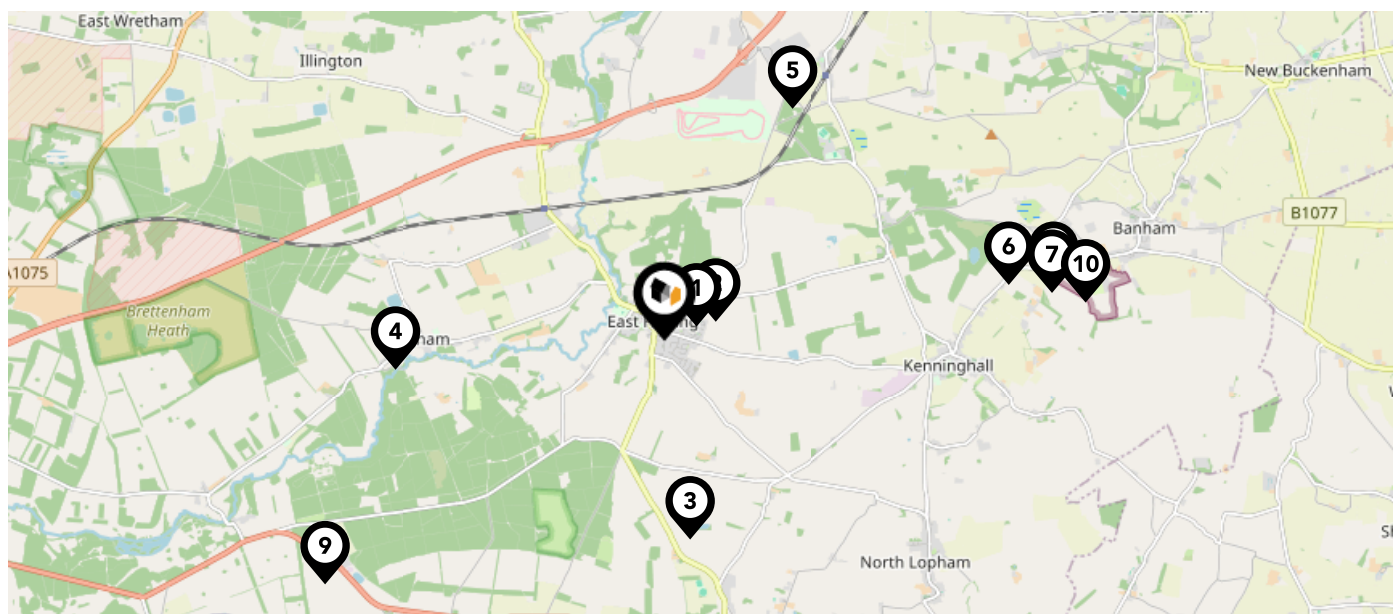 East Wretham
Illington
5
New Buckenham
B1077
Banham
6
7
10
A1075
1
Brettenham
Heath
East
4
ham
Kenninghall
3
9
North Lopham